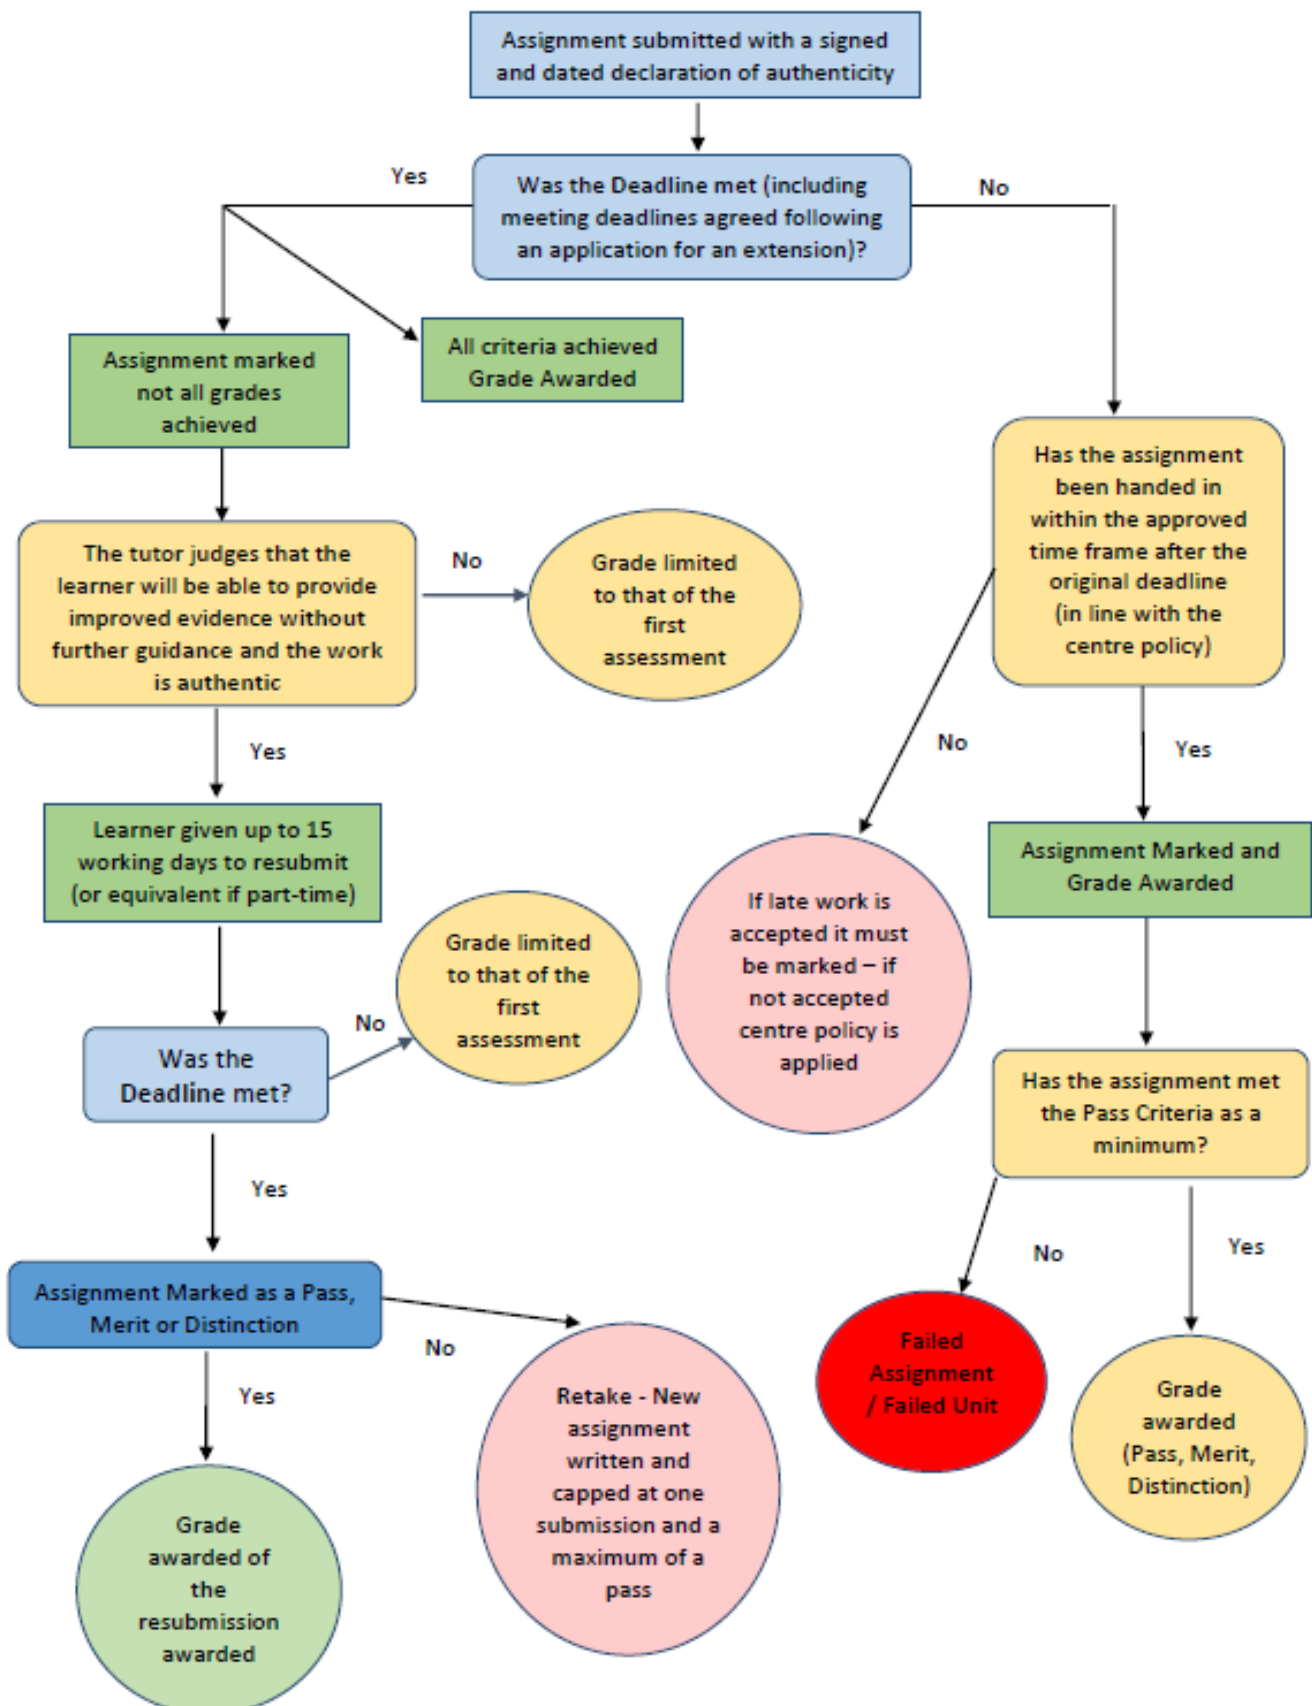 Assignment submitted with a signed
and dated declaration of authenticity
Yes
Was the Deadline met (including
meeting deadlines agreed following
an application for an extension)?
No
Assignment marked
not all grades
achieved
All criteria achieved
Grade Awarded
Has the assignment
been handed in
within the approved
time frame after the
original deadline
(in line with the
centre policy)
The tutor judges that the
learner will be able to provide
improved evidence without
further guidance and the work
is authentic
No
Grade limited
to that of the
first
assessment
Yes
No
Yes
Learner given up to 15
working days to resubmit
(or equivalent if part-time)
If late work is
accepted it must
be marked – if
not accepted
centre policy is
applied
Assignment Marked and
Grade Awarded
Grade limited
to that of the
first
assessment
No
Was the
Deadline met?
Has the assignment met
the Pass Criteria as a
minimum?
Yes
No
Yes
Assignment Marked as a Pass,
Merit or Distinction
No
Yes
Failed
Assignment
/ Failed Unit
Grade
awarded
(Pass, Merit,
Distinction)
Retake - New
assignment
written and
capped at one
submission and a
maximum of a
pass
Grade
awarded of
the
resubmission
awarded